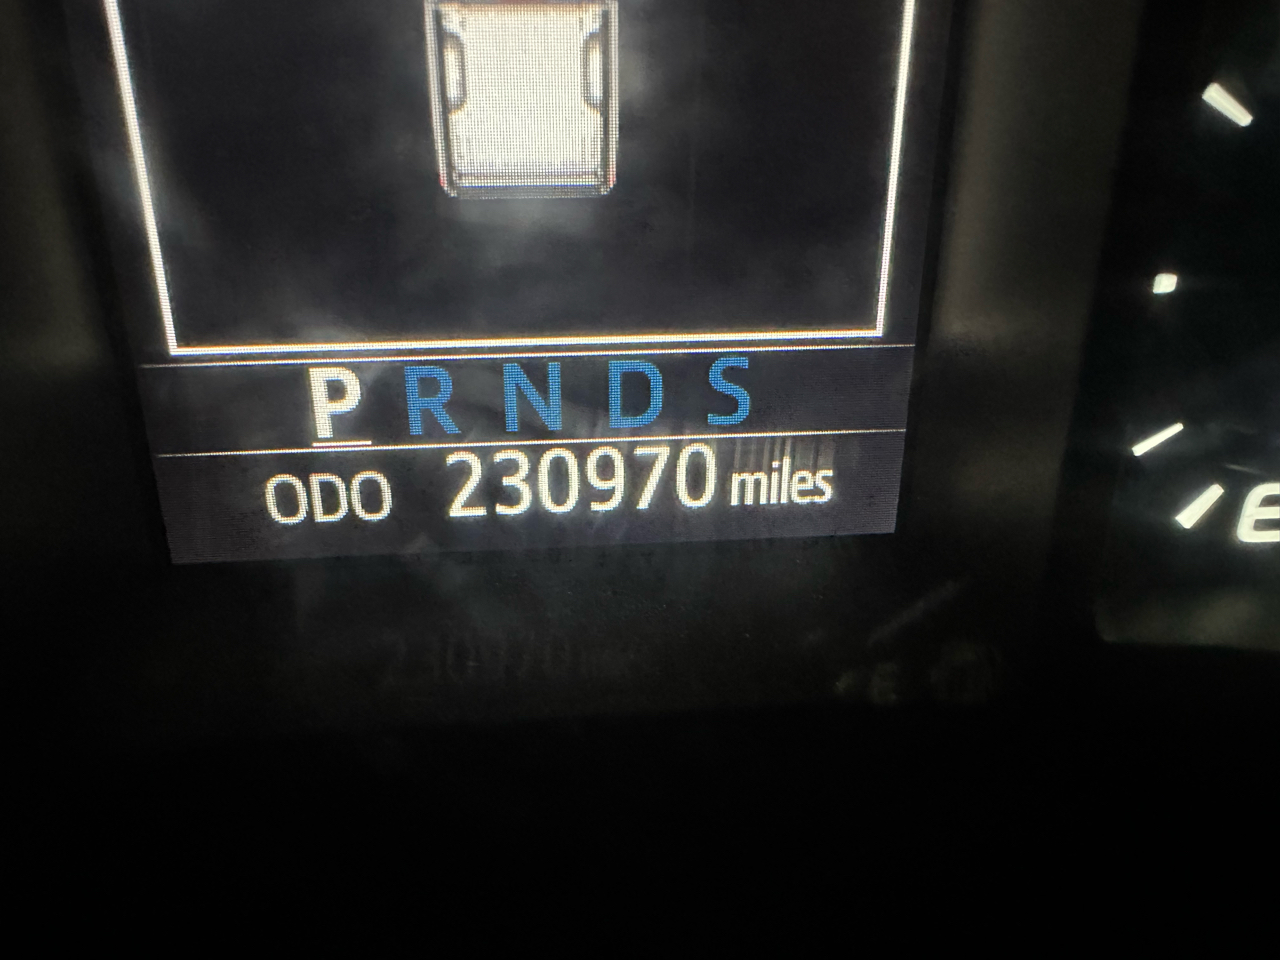 P R N D S
ODO 230970 miles
E